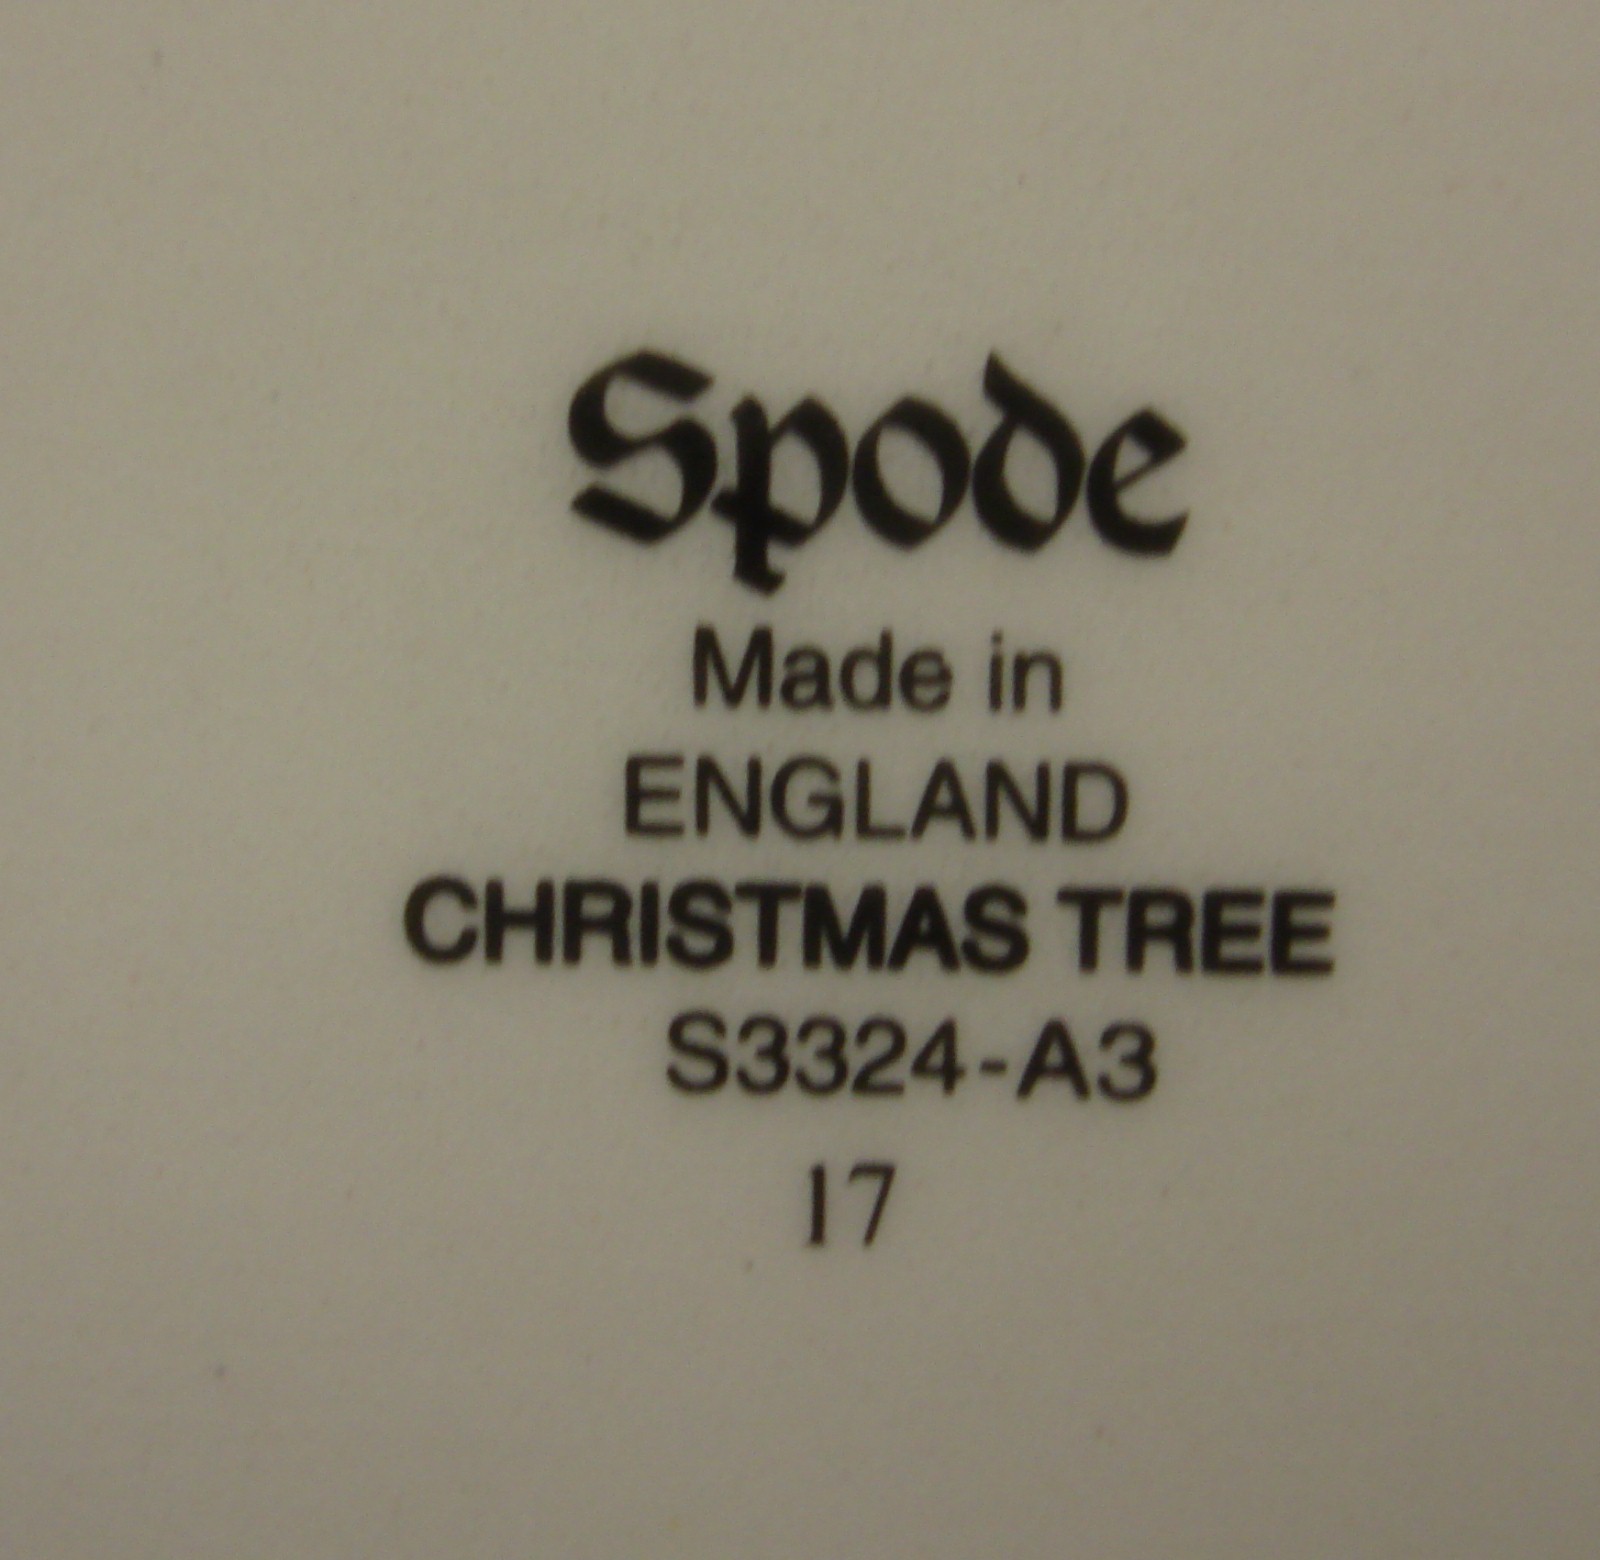 Spode
Made in
ENGLAND
CHRISTMAS TREE
S3324-A3
17